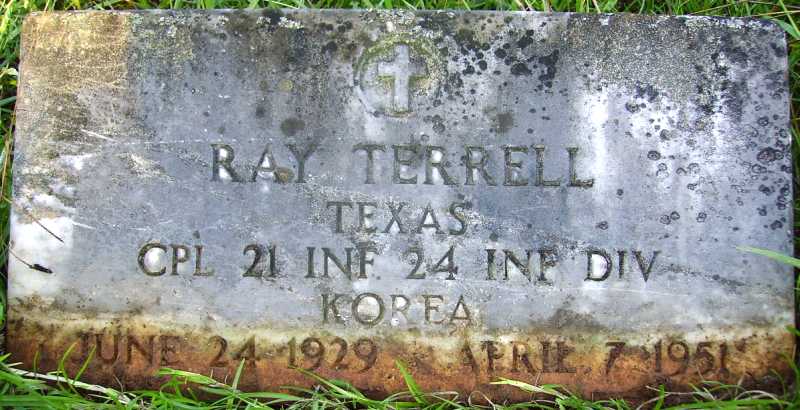 RAY TERRELL
TEXAS
CPL 21 INF 24 INF DIV
KOREA
JUNE 24 1929 APRIL 7 1951